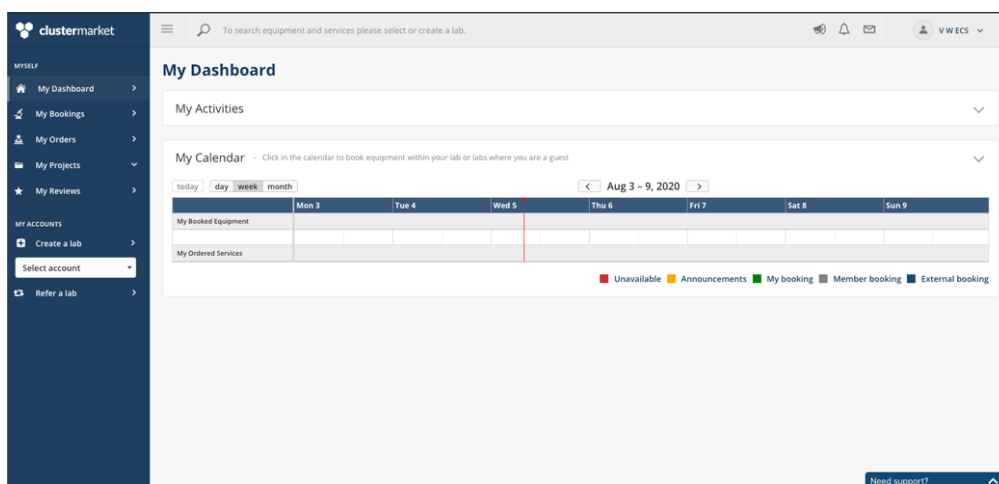 clustermarket
To search equipment and services please select or create a lab.
V W ECS
MYSELF
My Dashboard
My Bookings
My Orders
My Projects
My Reviews
MY ACCOUNTS
Create a lab
Select account
Refer a lab
My Dashboard
My Activities
My Calendar - Click in the calendar to book equipment within your lab or labs where you are a guest
today day week month Aug 3 – 9, 2020
Mon 3 Tue 4 Wed 5 Thu 6 Fri 7 Sat 8 Sun 9
My Booked Equipment
My Ordered Services
Unavailable Announcements My booking Member booking External booking
Need support?